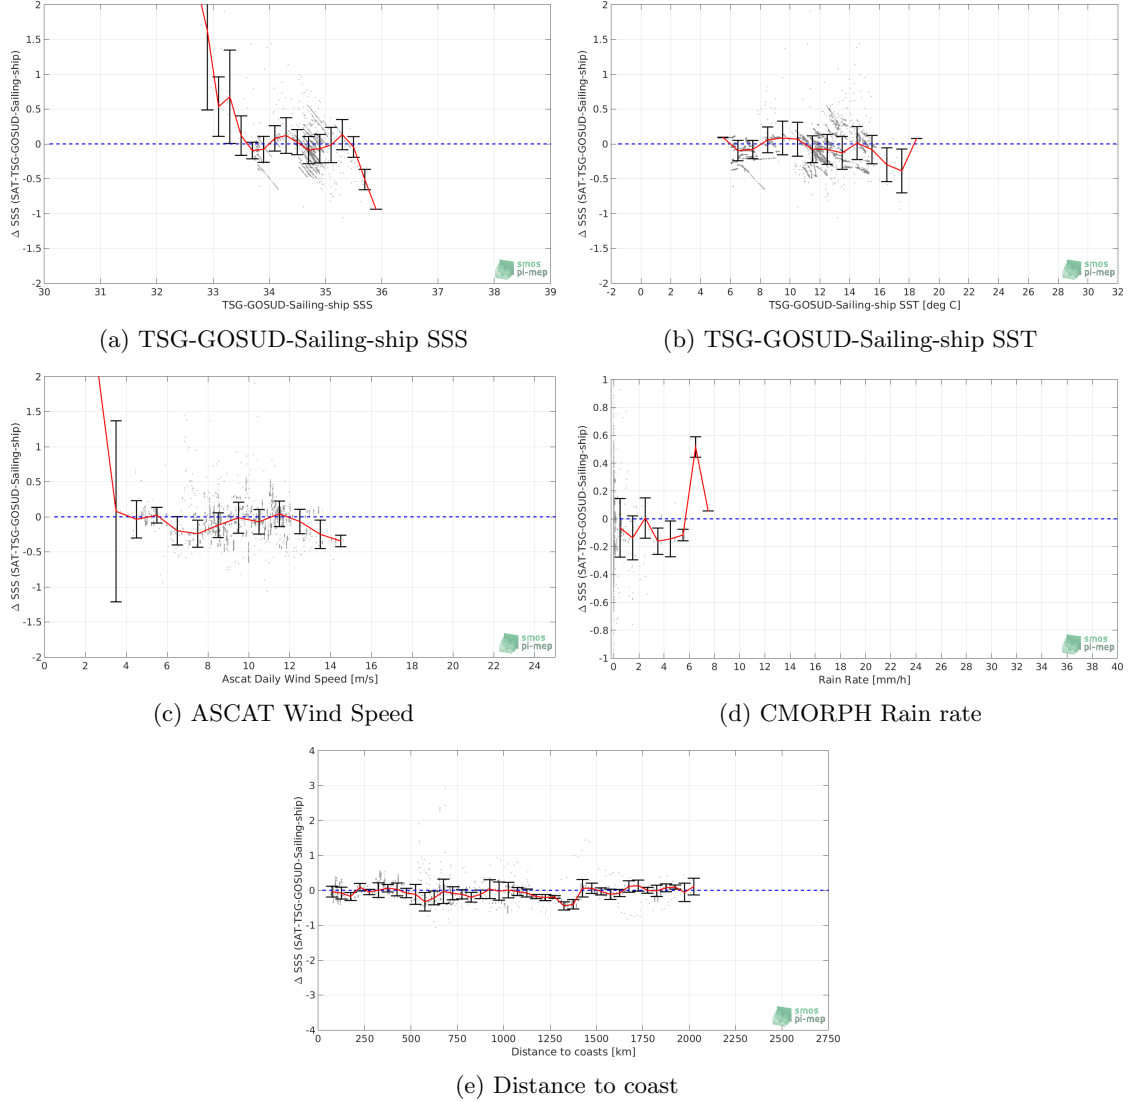 2
1.5
1
0.5
0
-0.5
-1
-1.5
-2
Δ SSS (SAT-TSG-GOSUD-Sailing-ship)
30 31 32 33 34 35 36 37 38 39
TSG-GOSUD-Sailing-ship SSS
smos
pi-mep
(a) TSG-GOSUD-Sailing-ship SSS
2
1.5
1
0.5
0
-0.5
-1
-1.5
-2
Δ SSS (SAT-TSG-GOSUD-Sailing-ship)
-2 0 2 4 6 8 10 12 14 16 18 20 22 24 26 28 30 32
TSG-GOSUD-Sailing-ship SST [deg C]
smos
pi-mep
(b) TSG-GOSUD-Sailing-ship SST
2
1.5
1
0.5
0
-0.5
-1
-1.5
-2
Δ SSS (SAT-TSG-GOSUD-Sailing-ship)
0 2 4 6 8 10 12 14 16 18 20 22 24
Ascat Daily Wind Speed [m/s]
smos
pi-mep
(c) ASCAT Wind Speed
1
0.8
0.6
0.4
0.2
0
-0.2
-0.4
-0.6
-0.8
-1
Δ SSS (SAT-TSG-GOSUD-Sailing-ship)
0 2 4 6 8 10 12 14 16 18 20 22 24 26 28 30 32 34 36 38 40
Rain Rate [mm/h]
smos
pi-mep
(d) CMORPH Rain rate
4
3
2
1
0
-1
-2
-3
-4
Δ SSS (SAT-TSG-GOSUD-Sailing-ship)
0 250 500 750 1000 1250 1500 1750 2000 2250 2500 2750
Distance to coasts [km]
smos
pi-mep
(e) Distance to coast